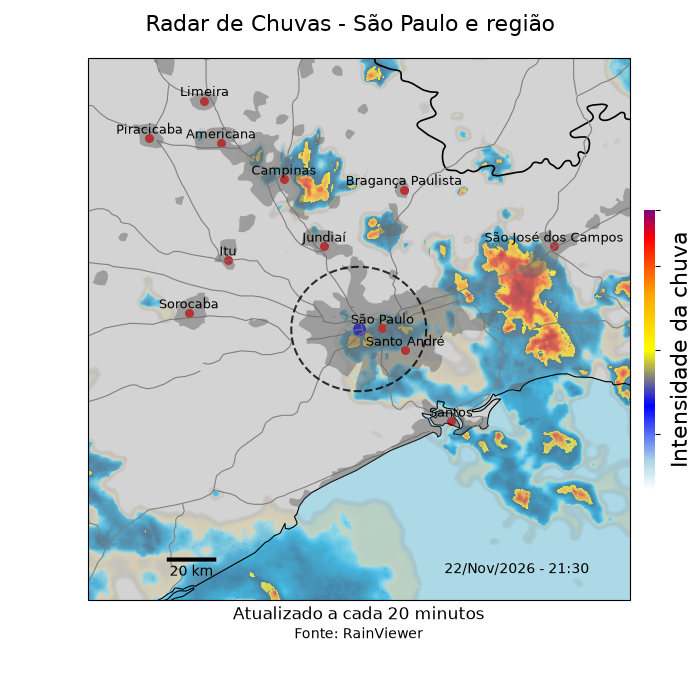 Radar de Chuvas - São Paulo e região
Limeira
Piracicaba
Americana
Campinas
Bragança Paulista
Jundiaí
São José dos Campos
Itu
Sorocaba
São Paulo
Santo André
Santos
20 km
22/Nov/2026 - 21:30
Intensidade da chuva
Atualizado a cada 20 minutos
Fonte: RainViewer